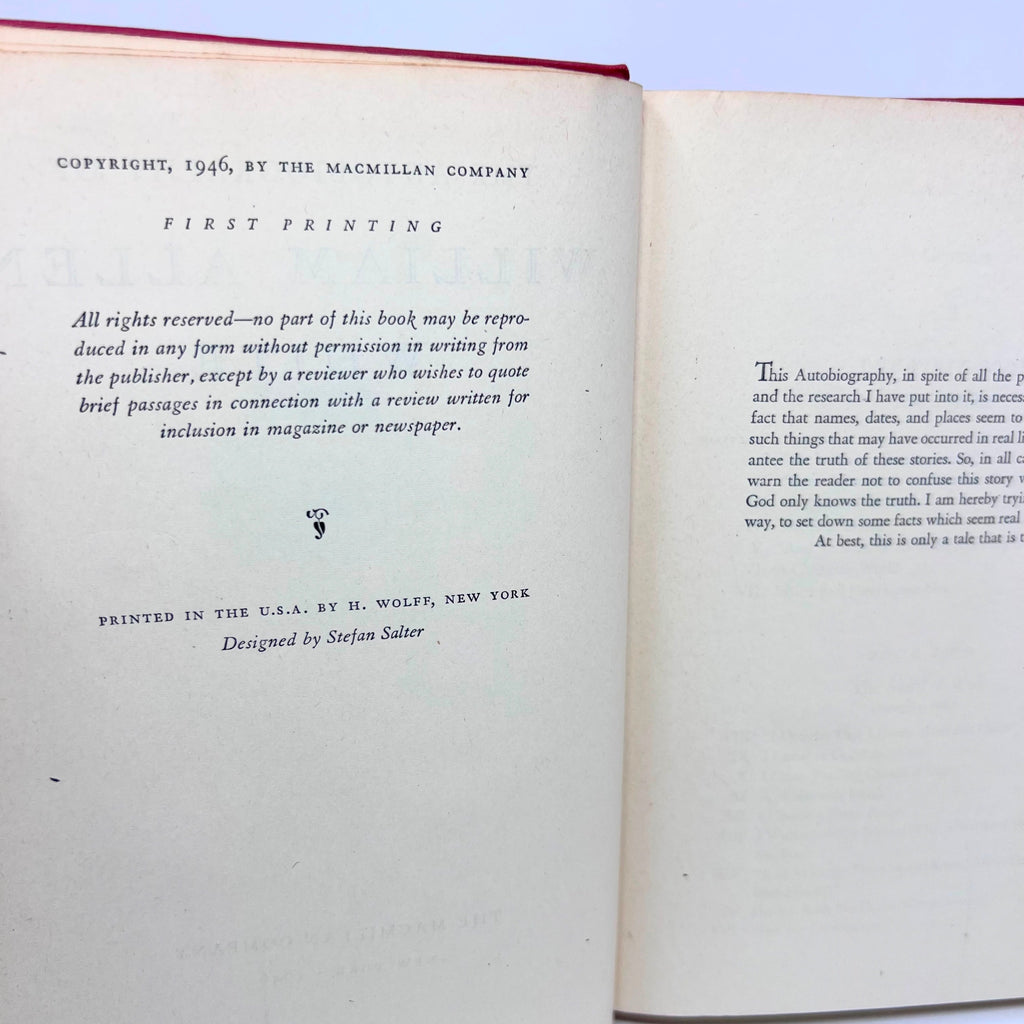 COPYRIGHT, 1946, BY THE MACMILLAN COMPANY
FIRST PRINTING
All rights reserved—no part of this book may be repro-
duced in any form without permission in writing from
the publisher, except by a reviewer who wishes to quote
brief passages in connection with a review written for
inclusion in magazine or newspaper.
PRINTED IN THE U.S.A. BY H. WOLFF, NEW YORK
Designed by Stefan Salter
This Autobiography, in spite of all the p
and the research I have put into it, is neces
fact that names, dates, and places seem to
such things that may have occurred in real li
antee the truth of these stories. So, in all ca
warn the reader not to confuse this story
God only knows the truth. I am hereby tryi
way, to set down some facts which seem real
At best, this is only a tale that is t